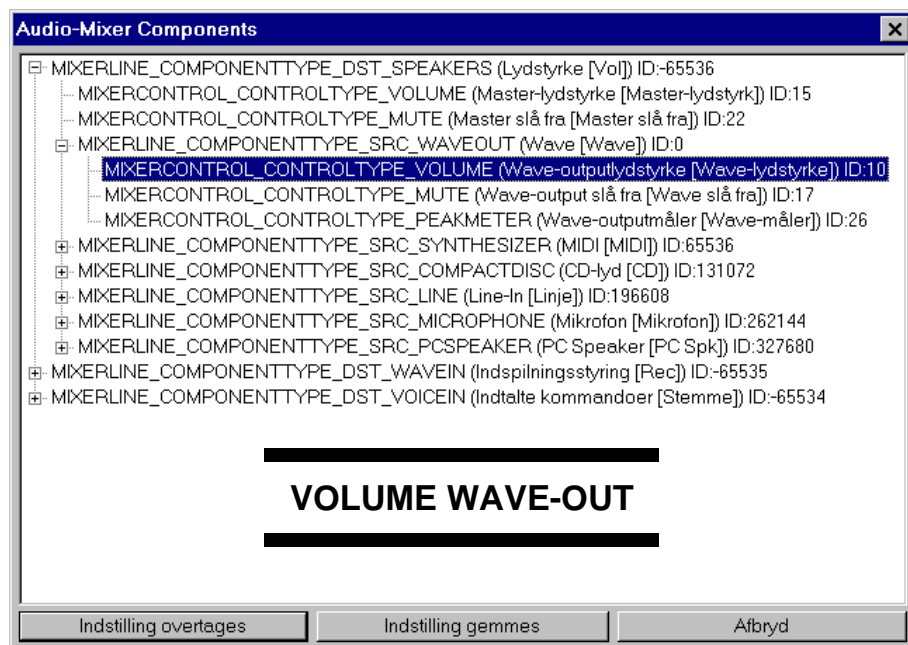 Audio-Mixer Components
MIXERLINE_COMPONENTTYPE_DST_SPEAKERS (Lydstyrke [Vol]) ID:-65536
MIXERCONTROL_CONTROLTYPE_VOLUME (Master-lydstyrke [Master-lydstyrk]) ID:15
MIXERCONTROL_CONTROLTYPE_MUTE (Master slå fra [Master slå fra]) ID:22
MIXERLINE_COMPONENTTYPE_SRC_WAVEOUT (Wave [Wave]) ID:0
MIXERCONTROL_CONTROLTYPE_VOLUME (Wave-outputlydstyrke [Wave-lydstyrke]) ID:10
MIXERCONTROL_CONTROLTYPE_MUTE (Wave-output slå fra [Wave slå fra]) ID:17
MIXERCONTROL_CONTROLTYPE_PEAKMETER (Wave-outputmåler [Wave-måler]) ID:26
MIXERLINE_COMPONENTTYPE_SRC_SYNTHESIZER (MIDI [MIDI]) ID:65536
MIXERLINE_COMPONENTTYPE_SRC_COMPACTDISC (CD-lyd [CD]) ID:131072
MIXERLINE_COMPONENTTYPE_SRC_LINE (Line-In [Linje]) ID:196608
MIXERLINE_COMPONENTTYPE_SRC_MICROPHONE (Mikrofon [Mikrofon]) ID:262144
MIXERLINE_COMPONENTTYPE_SRC_PCSPEAKER (PC Speaker [PC Spk]) ID:327680
MIXERLINE_COMPONENTTYPE_DST_WAVEIN (Indspilningsstyring [Rec]) ID:-65535
MIXERLINE_COMPONENTTYPE_DST_VOICEIN (Indtalte kommandoer [Stemme]) ID:-65534
VOLUME WAVE-OUT
Indstilling overtages
Indstilling gemmes
Afbryd